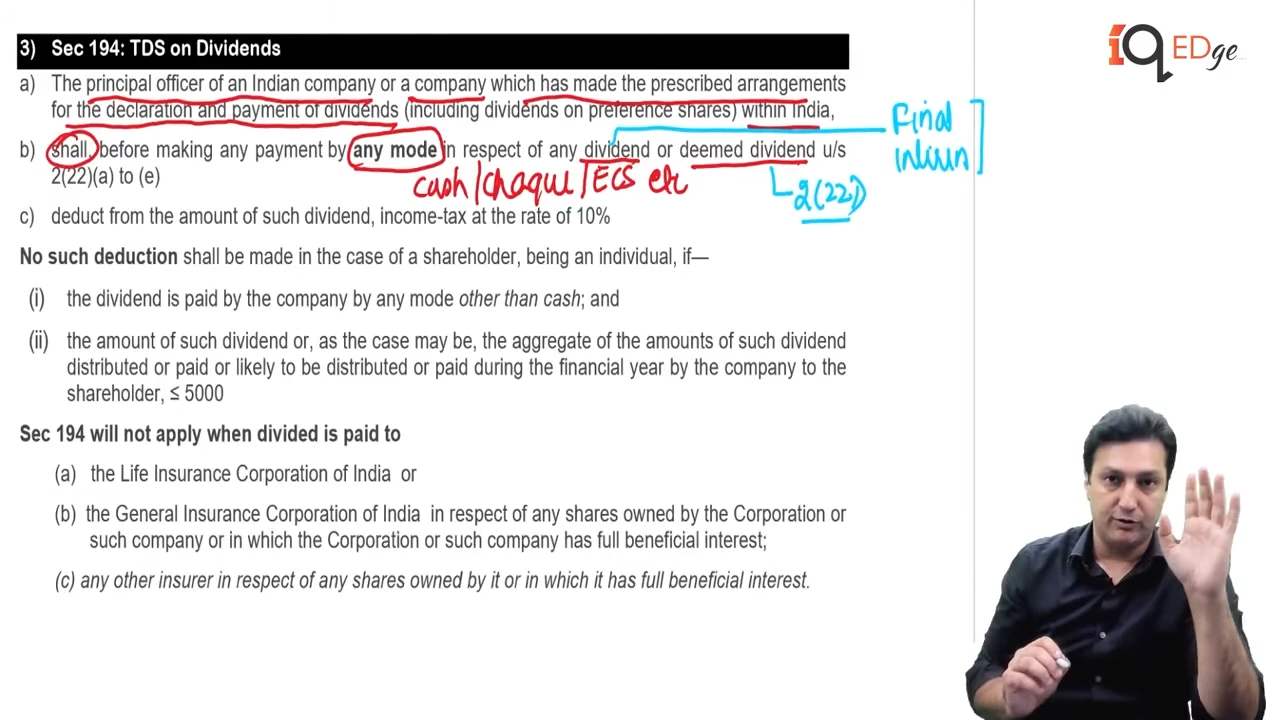 iQ EDge
3) Sec 194: TDS on Dividends
a) The principal officer of an Indian company or a company which has made the prescribed arrangements
for the declaration and payment of dividends (including dividends on preference shares) within India,
Final
b) shall, before making any payment by any mode in respect of any dividend or deemed dividend u/s
2(22)(a) to (e)
cash/cheque/ECS etc
2(22)
c) deduct from the amount of such dividend, income-tax at the rate of 10%
No such deduction shall be made in the case of a shareholder, being an individual, if—
(i) the dividend is paid by the company by any mode other than cash; and
(ii) the amount of such dividend or, as the case may be, the aggregate of the amounts of such dividend
distributed or paid or likely to be distributed or paid during the financial year by the company to the
shareholder, ≤ 5000
Sec 194 will not apply when divided is paid to
(a) the Life Insurance Corporation of India or
(b) the General Insurance Corporation of India in respect of any shares owned by the Corporation or
such company or in which the Corporation or such company has full beneficial interest;
(c) any other insurer in respect of any shares owned by it or in which it has full beneficial interest.